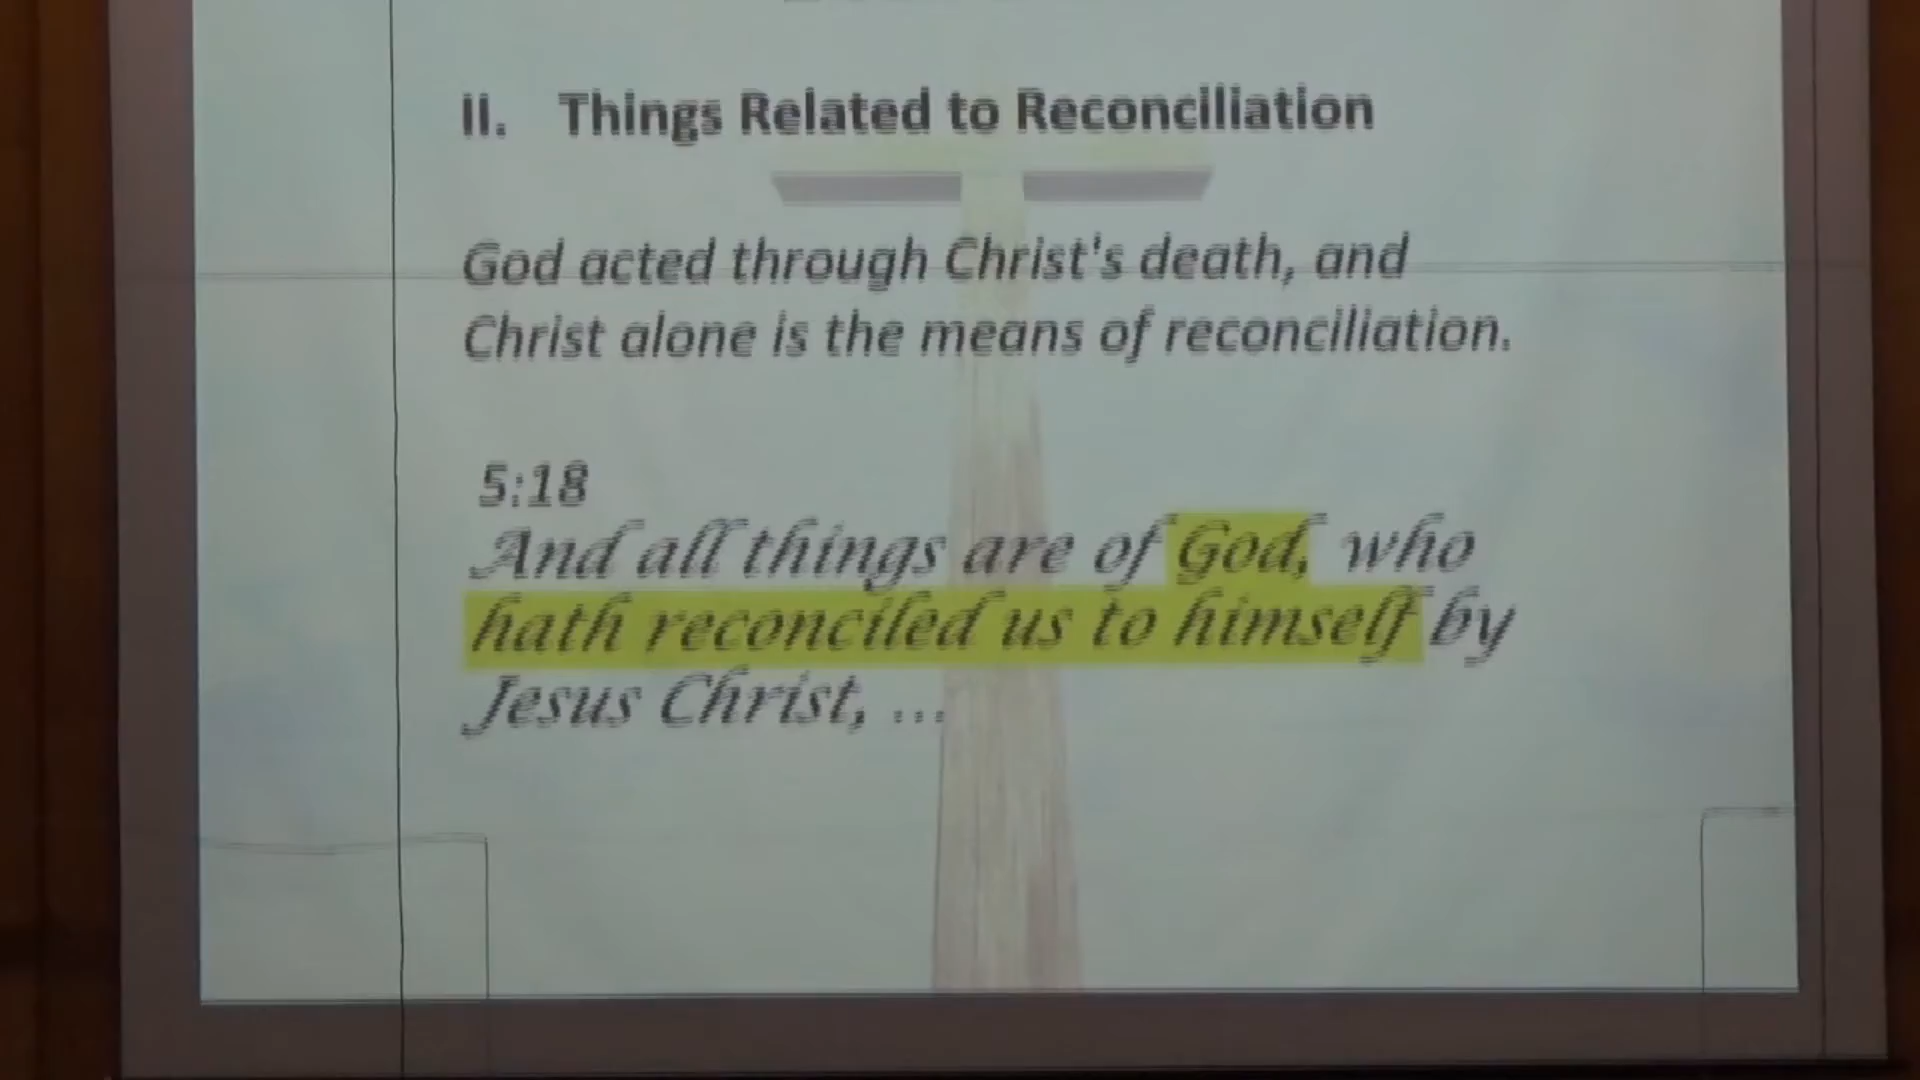 II. Things Related to Reconciliation
God acted through Christ's death, and
Christ alone is the means of reconciliation.
5:18
And all things are of God, who
hath reconciled us to himself by
Jesus Christ, ...